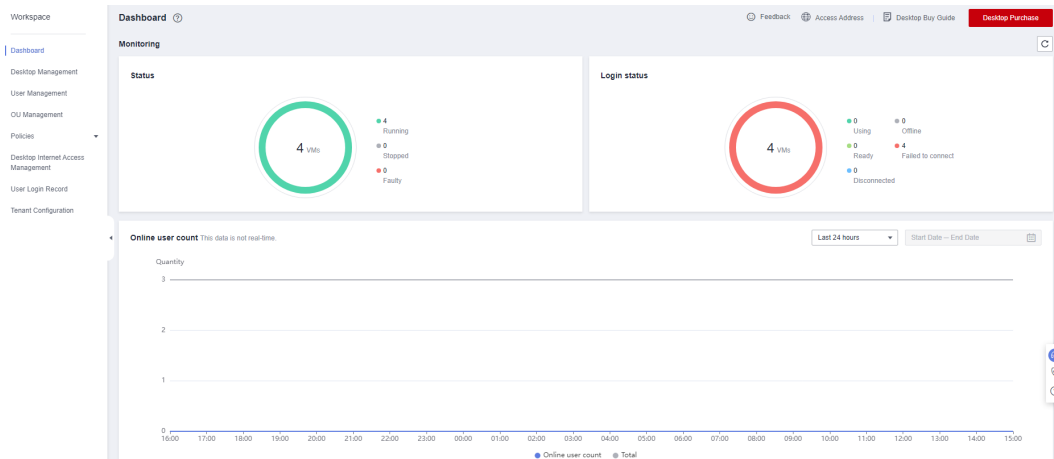 Workspace
Dashboard
Desktop Management
User Management
OU Management
Policies
Desktop Internet Access
Management
User Login Record
Tenant Configuration
Dashboard ?
Feedback
Access Address
Desktop Buy Guide
Desktop Purchase
Monitoring
Status
4 VMs
4
Running
0
Stopped
0
Faulty
Login status
4 VMs
0
Using
0
Offline
0
Ready
4
Failed to connect
0
Disconnected
Online user count This data is not real-time.
Last 24 hours
Start Date – End Date
Quantity
3
2
1
0
16:00 17:00 18:00 19:00 20:00 21:00 22:00 23:00 00:00 01:00 02:00 03:00 04:00 05:00 06:00 07:00 08:00 09:00 10:00 11:00 12:00 13:00 14:00 15:00
Online user count Total